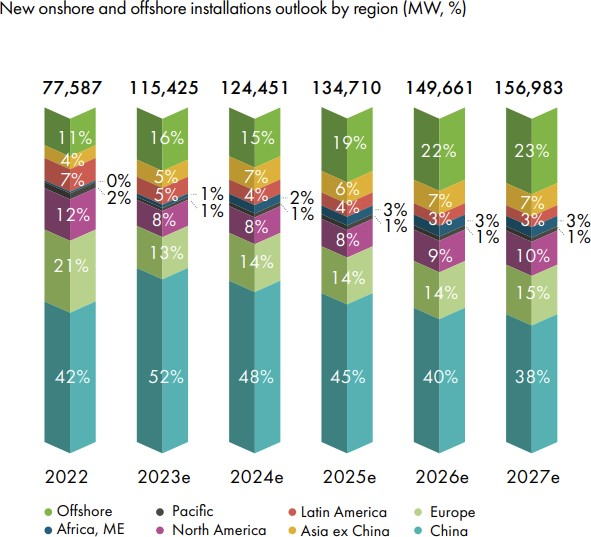 New onshore and offshore installations outlook by region (MW, %)
77,587 115,425 124,451 134,710 149,661 156,983
11% 16% 15% 19% 22% 23%
4% 5% 7% 6% 7% 7%
7% 5% 4% 4% 3% 3%
0% 1% 2% 3% 3% 3%
2% 1% 1% 1% 1% 1%
12% 8% 8% 8% 9% 10%
21% 13% 14% 14% 14% 15%
42% 52% 48% 45% 40% 38%
2022 2023e 2024e 2025e 2026e 2027e
Offshore Pacific Latin America Europe
Africa, ME North America Asia ex China China